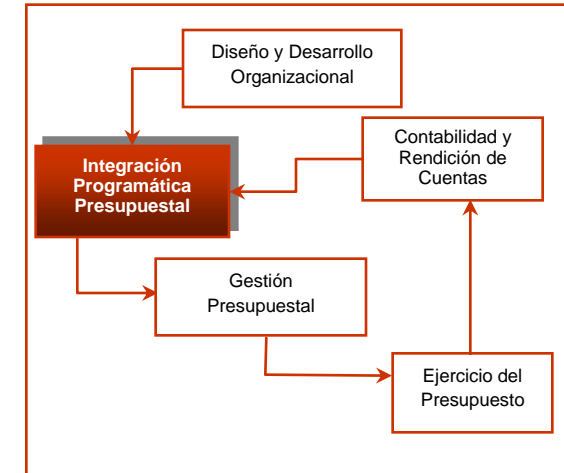 Diseño y Desarrollo
Organizacional
Contabilidad y
Rendición de
Cuentas
Integración
Programática
Presupuestal
Gestión
Presupuestal
Ejercicio del
Presupuesto